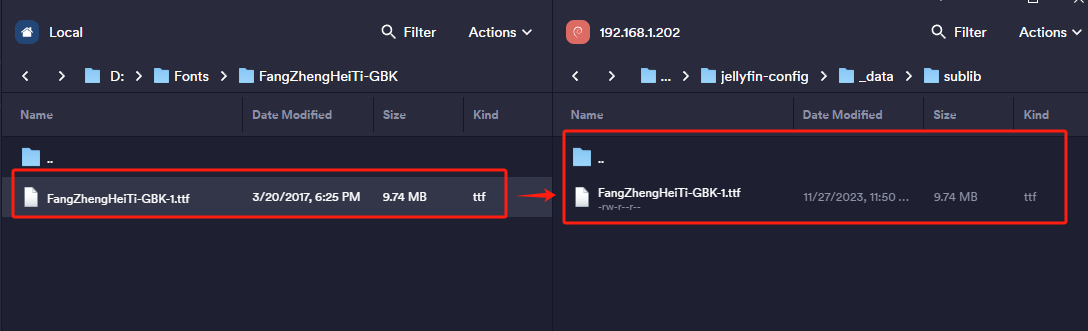 Local Filter Actions
D: Fonts FangZhengHeiTi-GBK
Name Date Modified Size Kind
..
FangZhengHeiTi-GBK-1.ttf 3/20/2017, 6:25 PM 9.74 MB ttf
192.168.1.202 Filter Actions
... jellyfin-config _data sublib
Name Date Modified Size Kind
..
FangZhengHeiTi-GBK-1.ttf 11/27/2023, 11:50 ... 9.74 MB ttf
-rw-r--r--